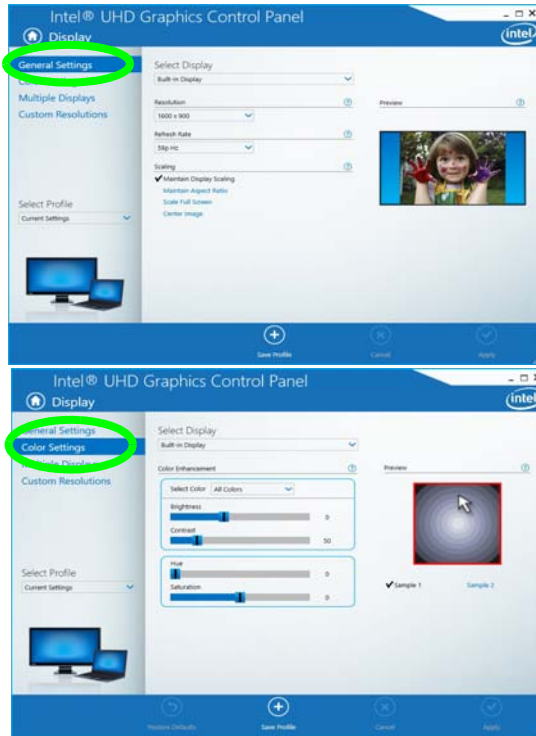 Intel® UHD Graphics Control Panel
Display
intel
General Settings
Multiple Displays
Custom Resolutions
Select Profile
Current Settings
Select Display
Built-in Display
Resolution
1600 x 900
Refresh Rate
59p Hz
Scaling
Maintain Display Scaling
Maintain Aspect Ratio
Scale Full Screen
Center Image
Preview
Save Profile
Cancel
Apply
Intel® UHD Graphics Control Panel
Display
intel
General Settings
Color Settings
Multiple Displays
Custom Resolutions
Select Profile
Current Settings
Select Display
Built-in Display
Color Enhancement
Select Color All Colors
Brightness
0
Contrast
50
Hue
0
Saturation
0
Preview
Sample 1 Sample 2
Restore Defaults
Save Profile
Cancel
Apply